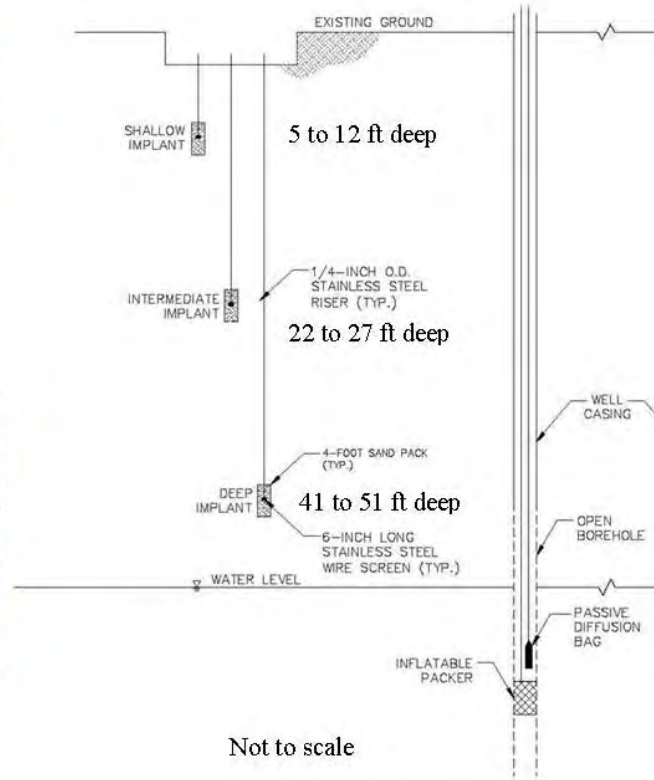 EXISTING GROUND
SHALLOW
IMPLANT
5 to 12 ft deep
1/4-INCH O.D.
STAINLESS STEEL
RISER (TYP.)
INTERMEDIATE
IMPLANT
22 to 27 ft deep
WELL
CASING
4-FOOT SAND PACK
(TYP.)
DEEP
IMPLANT
41 to 51 ft deep
6-INCH LONG
STAINLESS STEEL
WIRE SCREEN (TYP.)
OPEN
BOREHOLE
WATER LEVEL
PASSIVE
DIFFUSION
BAG
INFLATABLE
PACKER
Not to scale